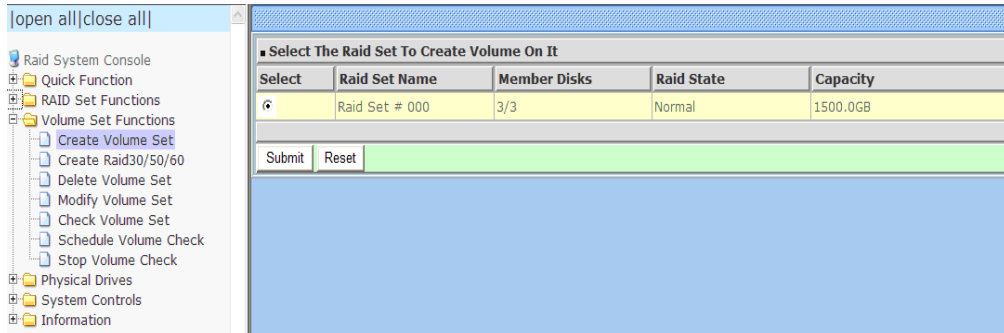 |open all|close all|
Raid System Console
Quick Function
RAID Set Functions
Volume Set Functions
Create Volume Set
Create Raid30/50/60
Delete Volume Set
Modify Volume Set
Check Volume Set
Schedule Volume Check
Stop Volume Check
Physical Drives
System Controls
Information
Select The Raid Set To Create Volume On It
Select Raid Set Name Member Disks Raid State Capacity
Raid Set # 000 3/3 Normal 1500.0GB
Submit Reset